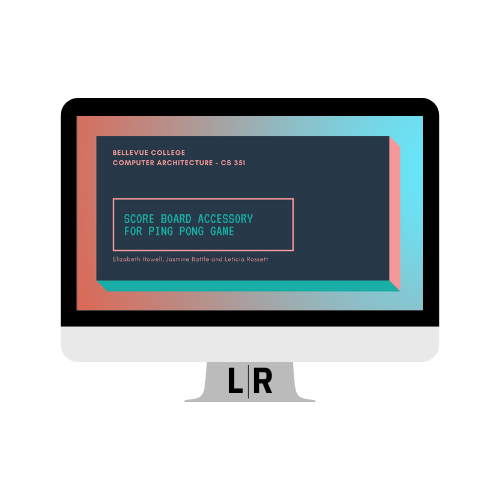 BELLEVUE COLLEGE
COMPUTER ARCHITECTURE - CS 351
SCORE BOARD ACCESSORY
FOR PING PONG GAME
Elizabeth Howell, Jasmine Battle and Leticia Rossett
L|R